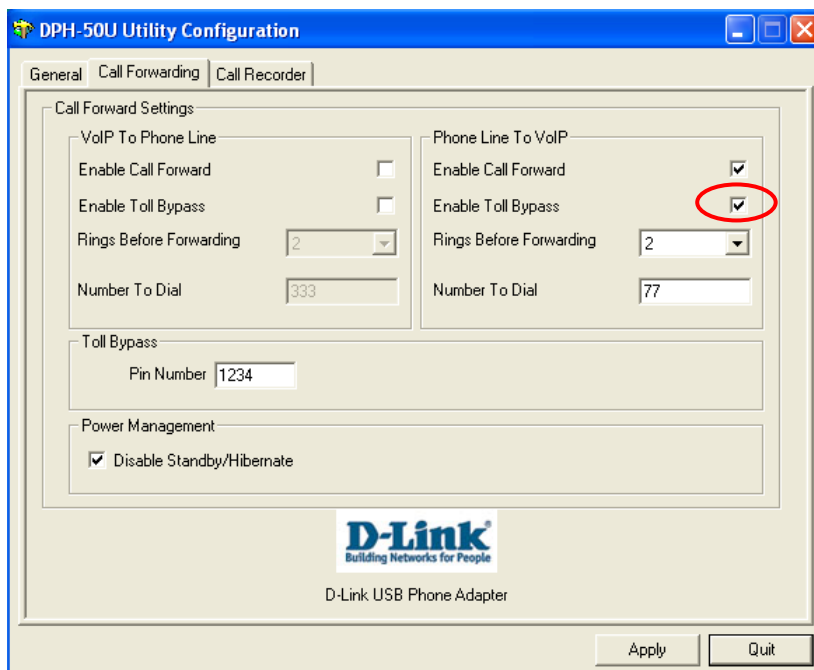 DPH-50U Utility Configuration
General Call Forwarding Call Recorder
Call Forward Settings
VoIP To Phone Line
Enable Call Forward
Enable Toll Bypass
Rings Before Forwarding 2
Number To Dial 333
Phone Line To VoIP
Enable Call Forward
Enable Toll Bypass
Rings Before Forwarding 2
Number To Dial 77
Toll Bypass
Pin Number 1234
Power Management
Disable Standby/Hibernate
D-Link
Building Networks for People
D-Link USB Phone Adapter
Apply Quit